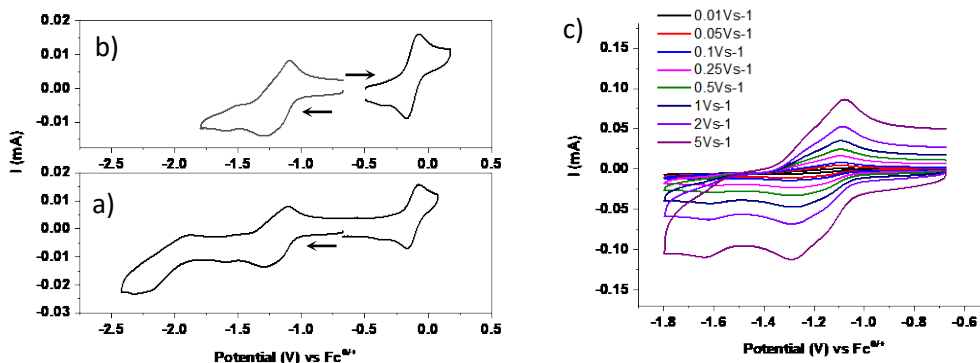 b)
0.02
0.01
0.00
-0.01
-2.5 -2.0 -1.5 -1.0 -0.5 0.0 0.5
I (mA)
a)
0.02
0.01
0.00
-0.01
-0.02
-0.03
-2.5 -2.0 -1.5 -1.0 -0.5 0.0 0.5
Potential (V) vs Fc0/+
c)
0.01Vs-1
0.05Vs-1
0.1Vs-1
0.25Vs-1
0.5Vs-1
1Vs-1
2Vs-1
5Vs-1
I (mA)
0.15
0.10
0.05
0.00
-0.05
-0.10
-0.15
-1.8 -1.6 -1.4 -1.2 -1.0 -0.8 -0.6
Potential (V) vs Fc0/+